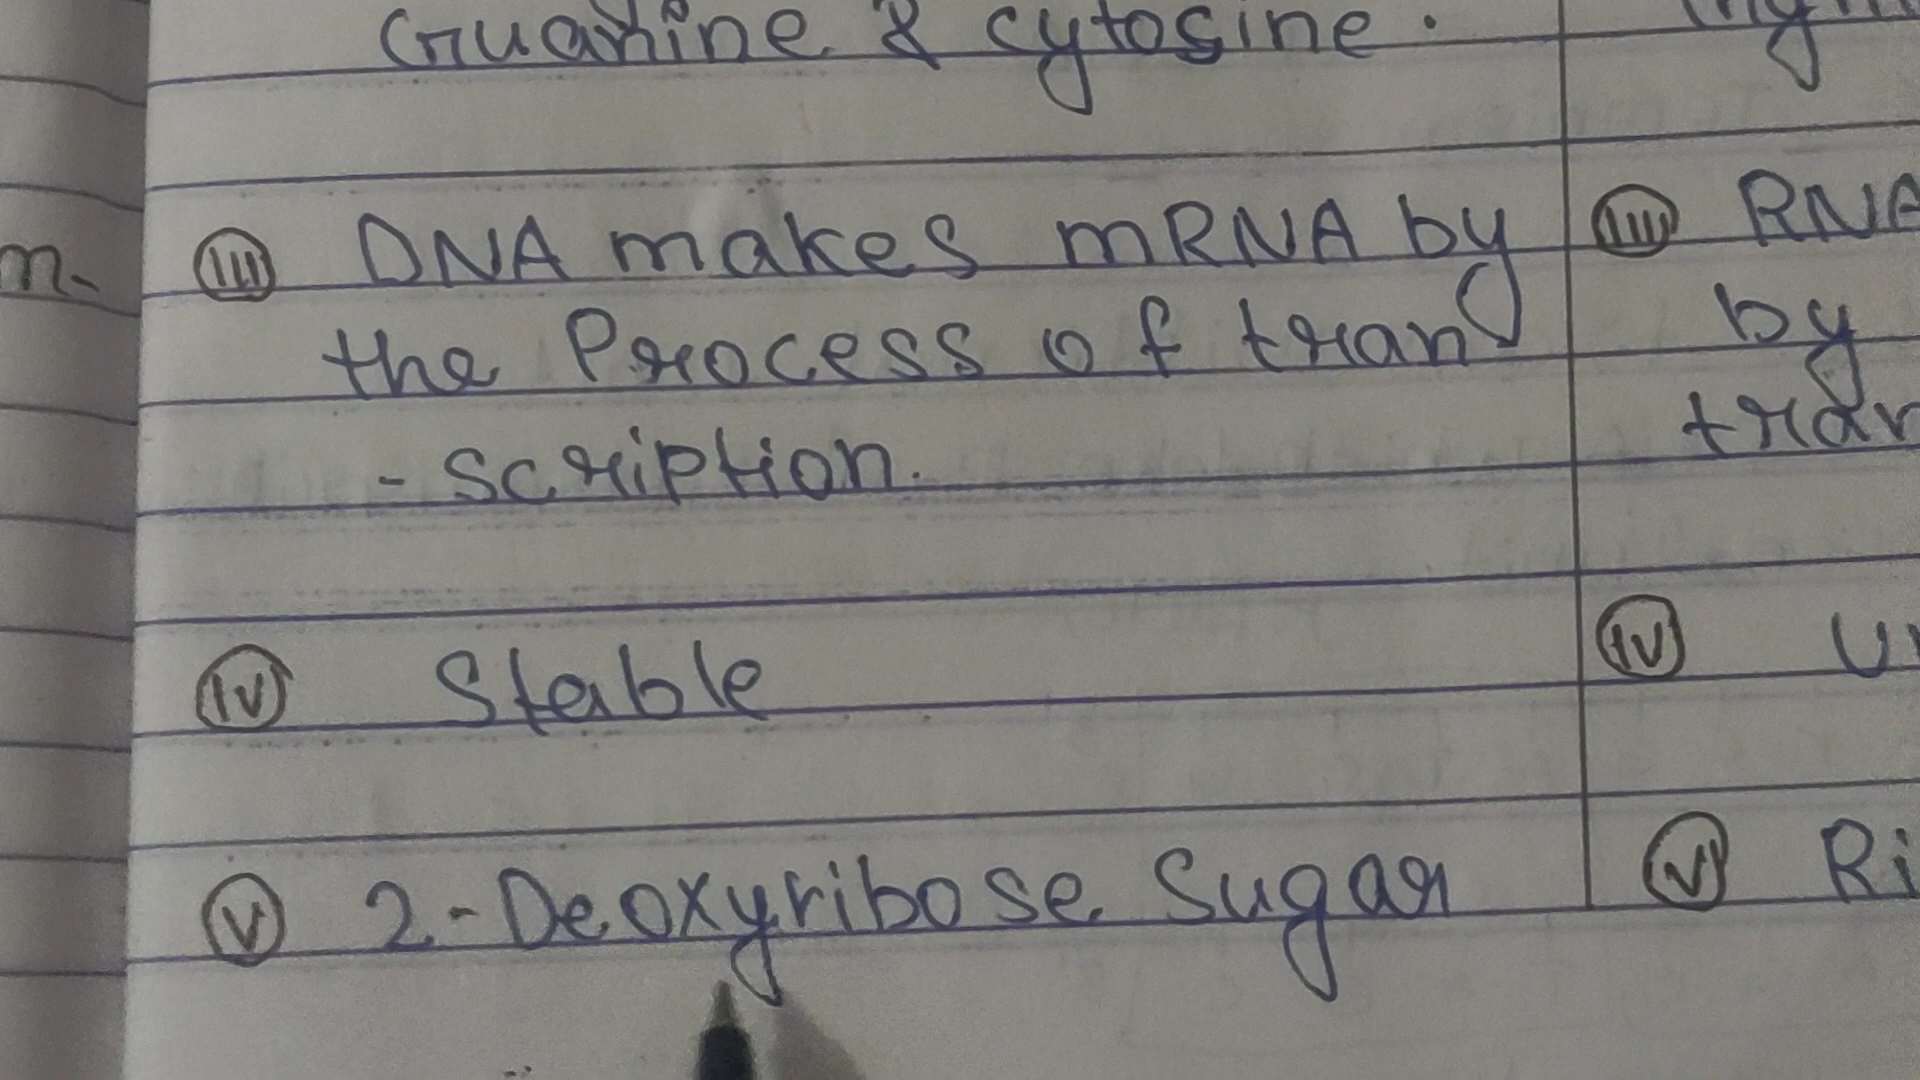 Guanine & cytosine.
m.
(iii) DNA makes mRNA by
the Process of tran
- scription.
(iv) Stable
(v) 2-Deoxyribose Sugar
(iii) RNA
by
tran
(iv)
(v) Ri